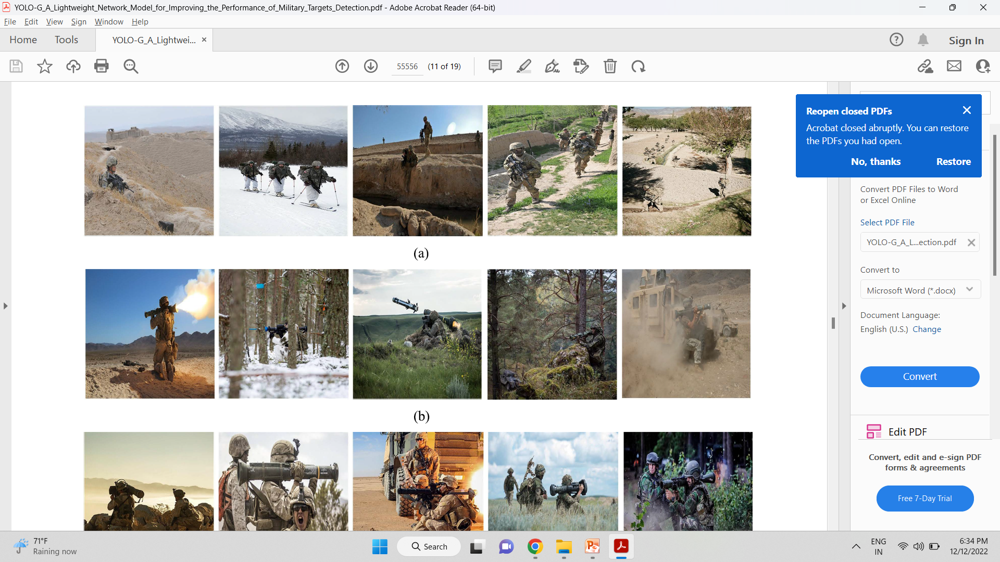 YOLO-G_A_Lightweight_Network_Model_for_Improving_the_Performance_of_Military_Targets_Detection.pdf - Adobe Acrobat Reader (64-bit)
File Edit View Sign Window Help
Home Tools YOLO-G_A_Lightwei... × Sign In
55556 (11 of 19)
Reopen closed PDFs
Acrobat closed abruptly. You can restore
the PDFs you had open.
No, thanks Restore
Convert PDF Files to Word
or Excel Online
Select PDF File
YOLO-G_A_L...ection.pdf
Convert to
Microsoft Word (*.docx)
Document Language:
English (U.S.) Change
Convert
Edit PDF
Convert, edit and e-sign PDF
forms & agreements
Free 7-Day Trial
(a)
(b)
71°F
Raining now
Search
ENG
IN
6:34 PM
12/12/2022